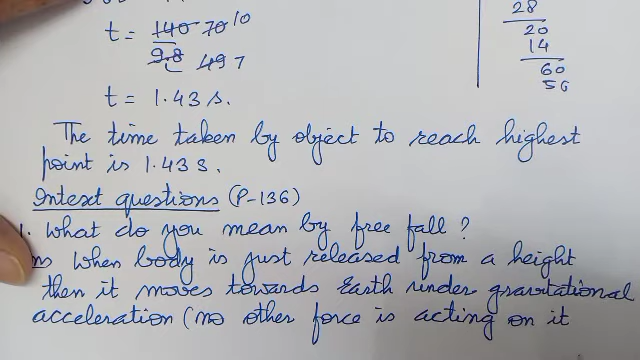 t = 140 70 10
9.8 49 7
t = 1.43 s.
28
20
14
60
56
The time taken by object to reach highest
point is 1.43 s.
Intext questions (P-136)
1. What do you mean by free fall ?
When body is just released from a height
then it moves towards Earth under gravitational
acceleration (no other force is acting on it